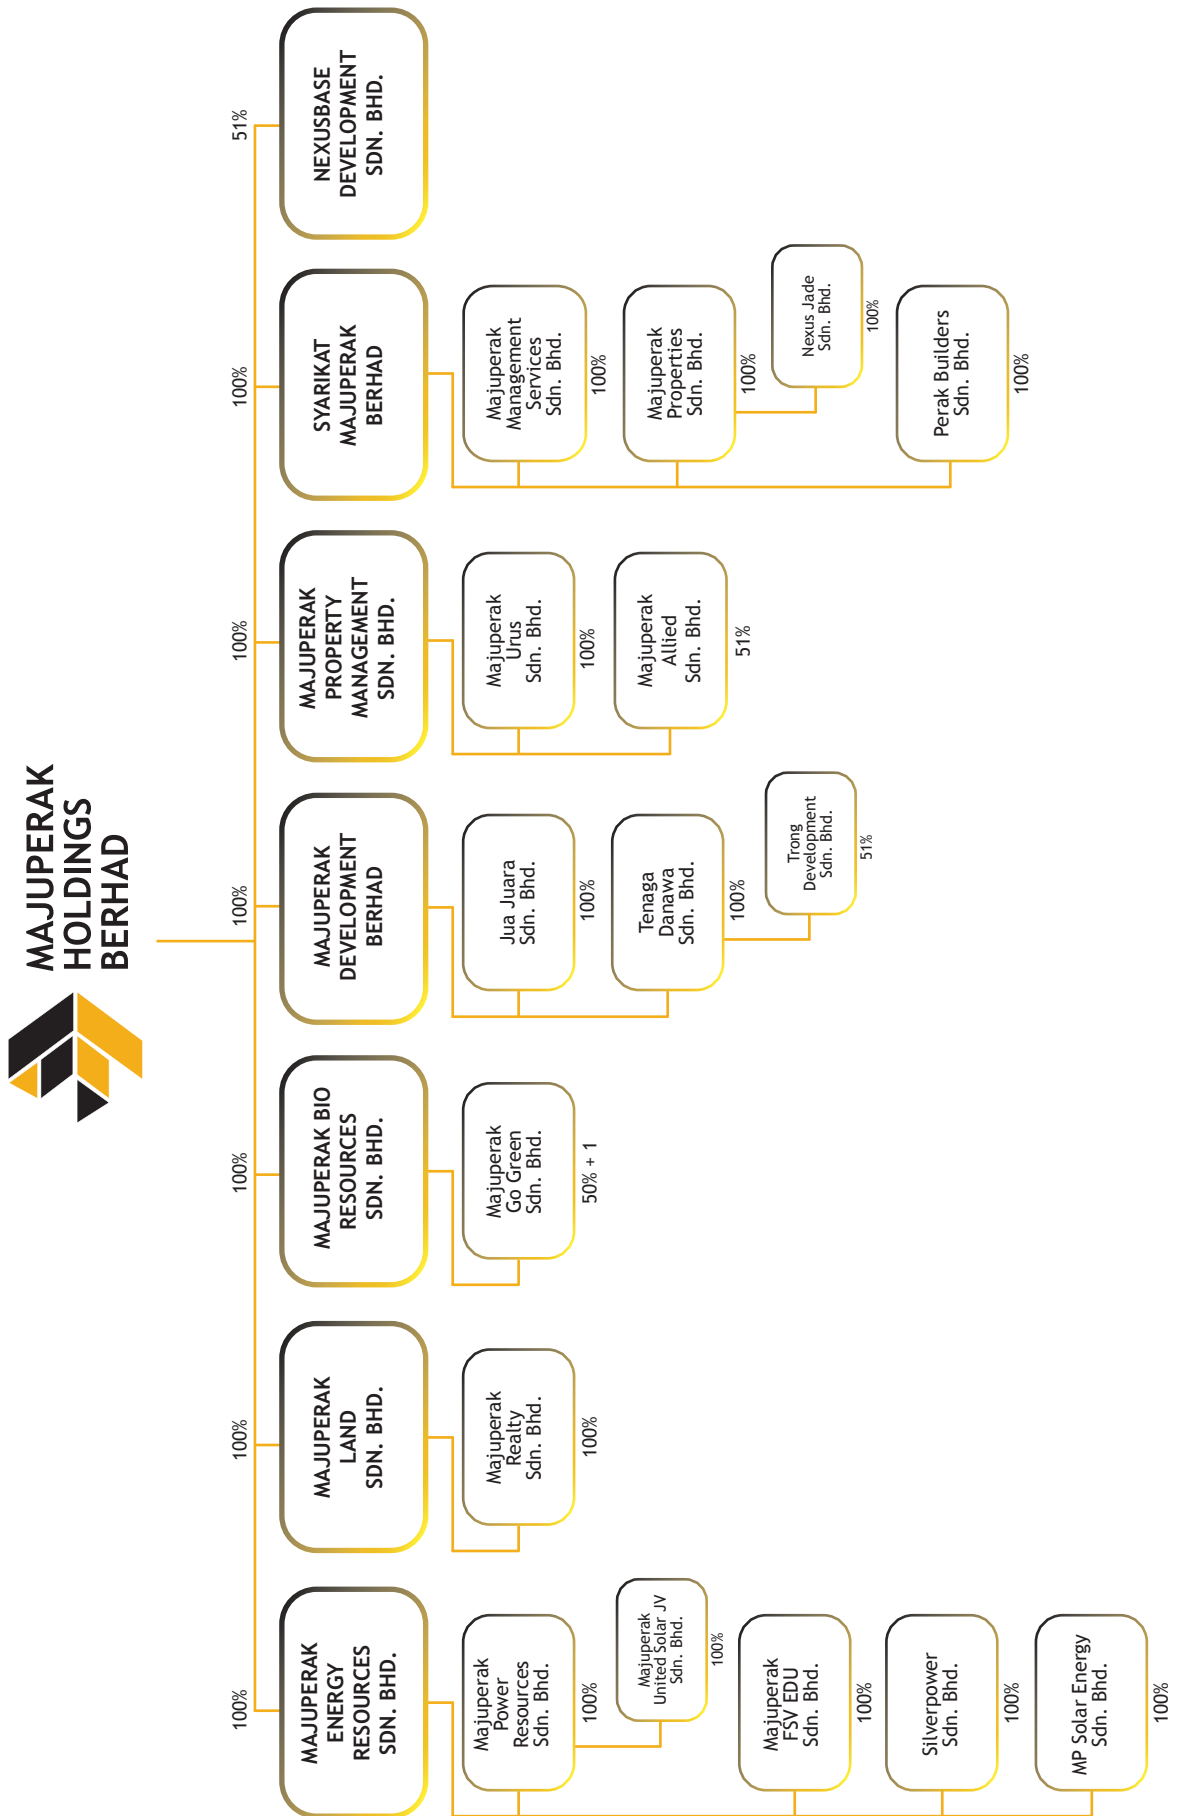 MAJUPERAK
HOLDINGS
BERHAD
100%
MAJUPERAK
ENERGY
RESOURCES
SDN. BHD.
Majuperak
Power
Resources
Sdn. Bhd.
100%
Majuperak
United Solar JV
Sdn. Bhd.
100%
Majuperak
FSV EDU
Sdn. Bhd.
100%
Silverpower
Sdn. Bhd.
100%
MP Solar Energy
Sdn. Bhd.
100%
100%
MAJUPERAK
LAND
SDN. BHD.
Majuperak
Realty
Sdn. Bhd.
100%
100%
MAJUPERAK BIO
RESOURCES
SDN. BHD.
Majuperak
Go Green
Sdn. Bhd.
50% + 1
100%
MAJUPERAK
DEVELOPMENT
BERHAD
Jua Juara
Sdn. Bhd.
100%
Tenaga
Danawa
Sdn. Bhd.
100%
Trong
Development
Sdn. Bhd.
51%
100%
MAJUPERAK
PROPERTY
MANAGEMENT
SDN. BHD.
Majuperak
Urus
Sdn. Bhd.
100%
Majuperak
Allied
Sdn. Bhd.
51%
100%
SYARIKAT
MAJUPERAK
BERHAD
Majuperak
Management
Services
Sdn. Bhd.
100%
Majuperak
Properties
Sdn. Bhd.
100%
Nexus Jade
Sdn. Bhd.
100%
Perak Builders
Sdn. Bhd.
100%
51%
NEXUSBASE
DEVELOPMENT
SDN. BHD.